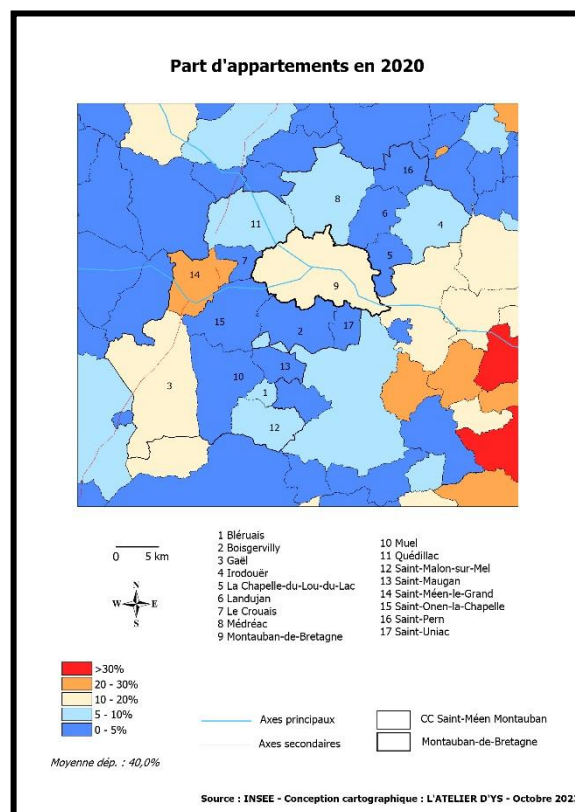 Part d'appartements en 2020
16
8
6
4
11
5
7
14
9
15
2
17
3
10
13
1
12
0 5 km
N
W E
S
1 Bléruais
2 Boisgervilly
3 Gaël
4 Irodouër
5 La Chapelle-du-Lou-du-Lac
6 Landujan
7 Le Crouais
8 Médréac
9 Montauban-de-Bretagne
10 Muel
11 Quédillac
12 Saint-Malon-sur-Mel
13 Saint-Maugan
14 Saint-Méen-le-Grand
15 Saint-Onen-la-Chapelle
16 Saint-Pern
17 Saint-Uniac
>30%
20 - 30%
10 - 20%
5 - 10%
0 - 5%
Moyenne dép. : 40,0%
Axes principaux
Axes secondaires
CC Saint-Méen Montauban
Montauban-de-Bretagne
Source : INSEE - Conception cartographique : L'ATELIER D'YS - Octobre